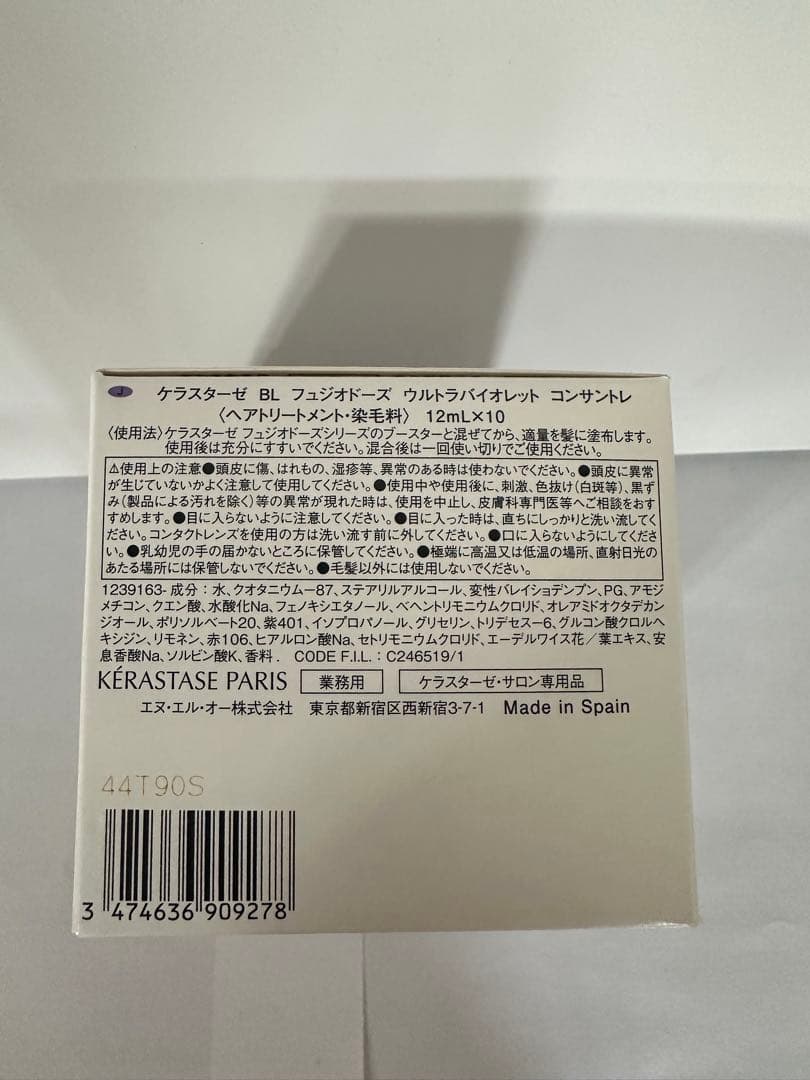 J
ケラスターゼ BL フュジオドーズ ウルトラバイオレット コンサントレ
〈ヘアトリートメント・染毛料〉 12mL×10
〈使用法〉ケラスターゼ フュジオドーズシリーズのブースターと混ぜてから、適量を髪に塗布します。
使用後は充分にすすいでください。混合後は一回使い切りでご使用ください。
⚠使用上の注意●頭皮に傷、はれもの、湿疹等、異常のある時は使わないでください。●頭皮に異常
が生じていないかよく注意して使用してください。●使用中や使用後に、刺激、色抜け(白斑等)、黒ず
み(製品による汚れを除く)等の異常が現れた時は、使用を中止し、皮膚科専門医等へご相談をおす
すめします。●目に入らないように注意してください。●目に入った時は、直ちにしっかりと洗い流してく
ださい。コンタクトレンズを使用の方は洗い流す前に外してください。●口に入らないようにしてくださ
い。●乳幼児の手の届かないところに保管してください。●極端に高温又は低温の場所、直射日光の
あたる場所には保管しないでください。●毛髪以外には使用しないでください。
1239163- 成分：水、クオタニウム－87、ステアリルアルコール、変性バレイショデンプン、PG、アモジ
メチコン、クエン酸、水酸化Na、フェノキシエタノール、ベヘントリモニウムクロリド、オレアミドオクタデカン
ジオール、ポリソルベート20、紫401、イソプロパノール、グリセリン、トリデセス－6、グルコン酸クロルヘ
キシジン、リモネン、赤106、ヒアルロン酸Na、セトリモニウムクロリド、エーデルワイス花／葉エキス、安
息香酸Na、ソルビン酸K、香料． CODE F.I.L.：C246519/1
KÉRASTASE PARIS 業務用 ケラスターゼ・サロン専用品
エヌ・エル・オー株式会社 東京都新宿区西新宿3-7-1 Made in Spain
44T90S
3 474636 909278